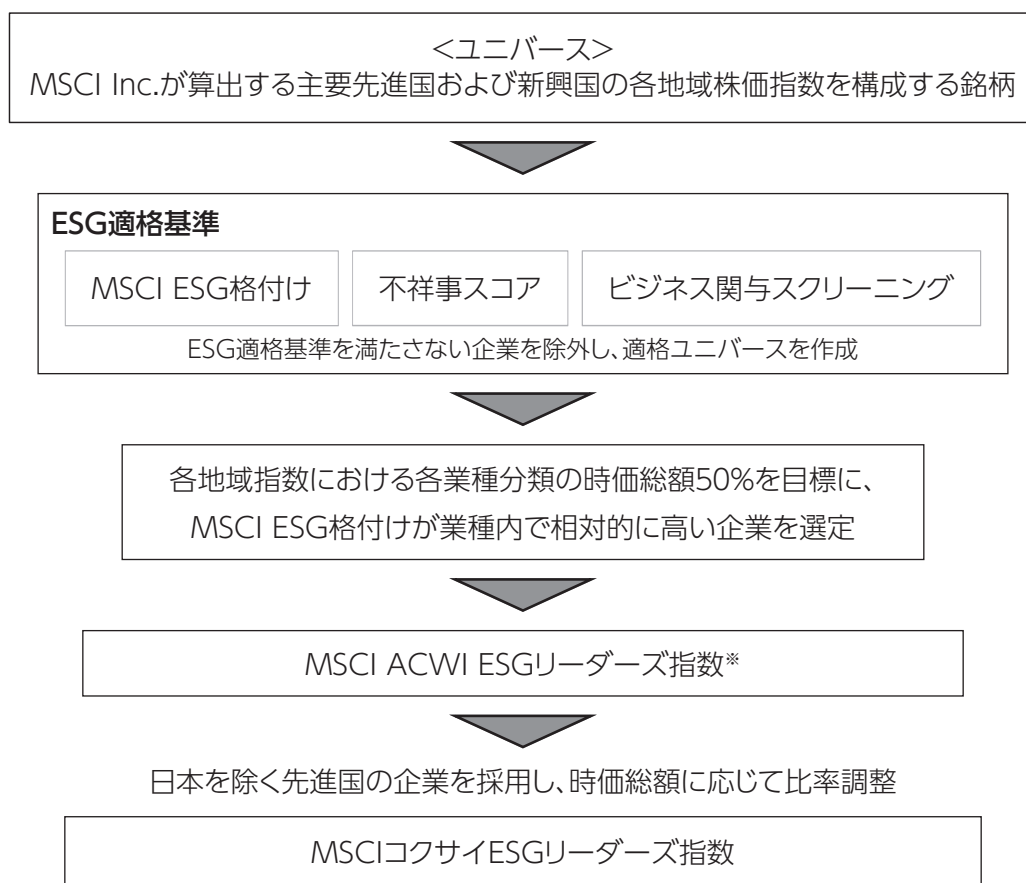 <ユニバース>
MSCI Inc.が算出する主要先進国および新興国の各地域株価指数を構成する銘柄
ESG適格基準
MSCI ESG格付け
不祥事スコア
ビジネス関与スクリーニング
ESG適格基準を満たさない企業を除外し、適格ユニバースを作成
各地域指数における各業種分類の時価総額50%を目標に、
MSCI ESG格付けが業種内で相対的に高い企業を選定
MSCI ACWI ESGリーダーズ指数※
日本を除く先進国の企業を採用し、時価総額に応じて比率調整
MSCIコクサイESGリーダーズ指数